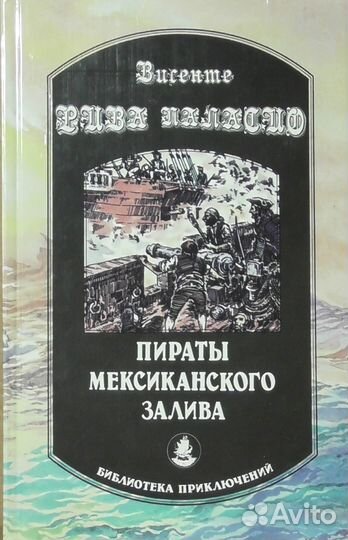 Висенте
РИВА ПАЛАСИО
ПИРАТЫ
МЕКСИКАНСКОГО
ЗАЛИВА
БИБЛИОТЕКА ПРИКЛЮЧЕНИЙ
Avito